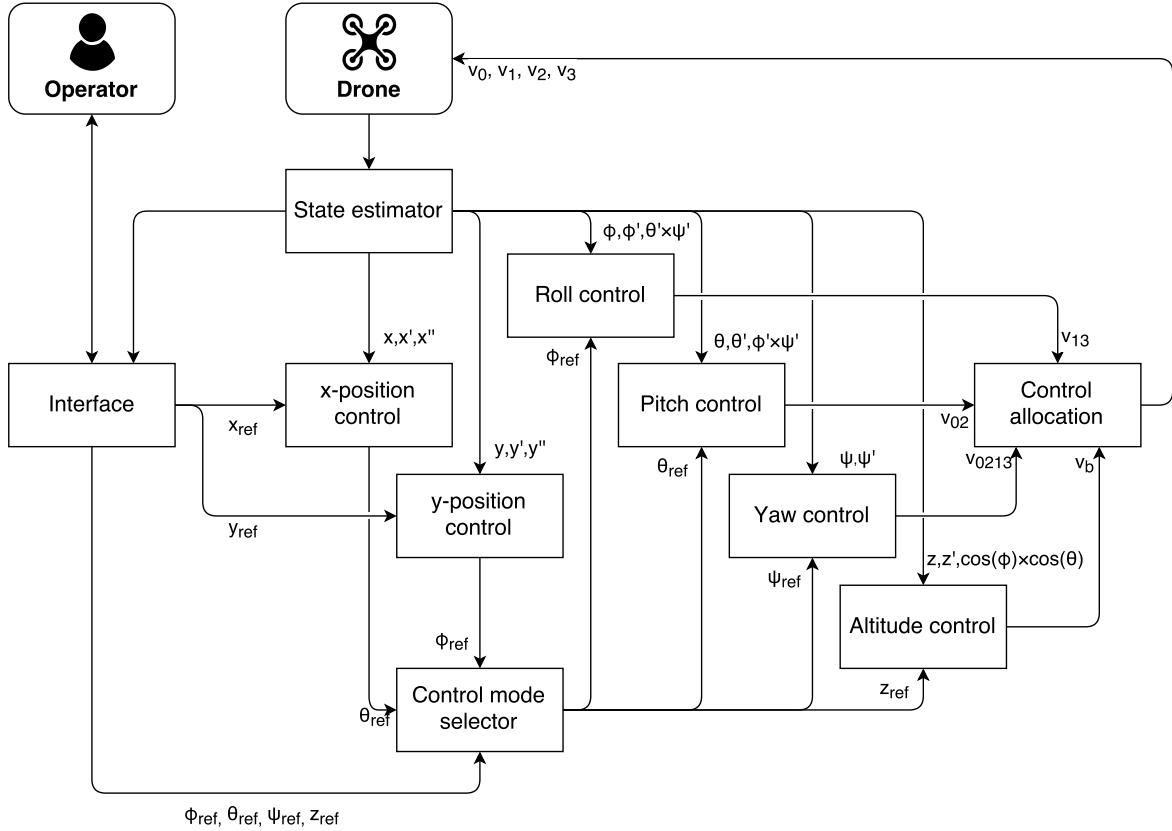 Operator
Drone
v0, v1, v2, v3
State estimator
ϕ,ϕ',θ'×ψ'
Roll control
x,x',x''
θ,θ',ϕ'×ψ'
v13
ϕref
Interface
x-position
control
Pitch control
Control
allocation
xref
v02
y,y',y''
θref
ψ,ψ'
v0213
vb
y-position
control
Yaw control
yref
z,z',cos(ϕ)×cos(θ)
ψref
Altitude control
ϕref
zref
Control mode
selector
θref
ϕref, θref, ψref, zref